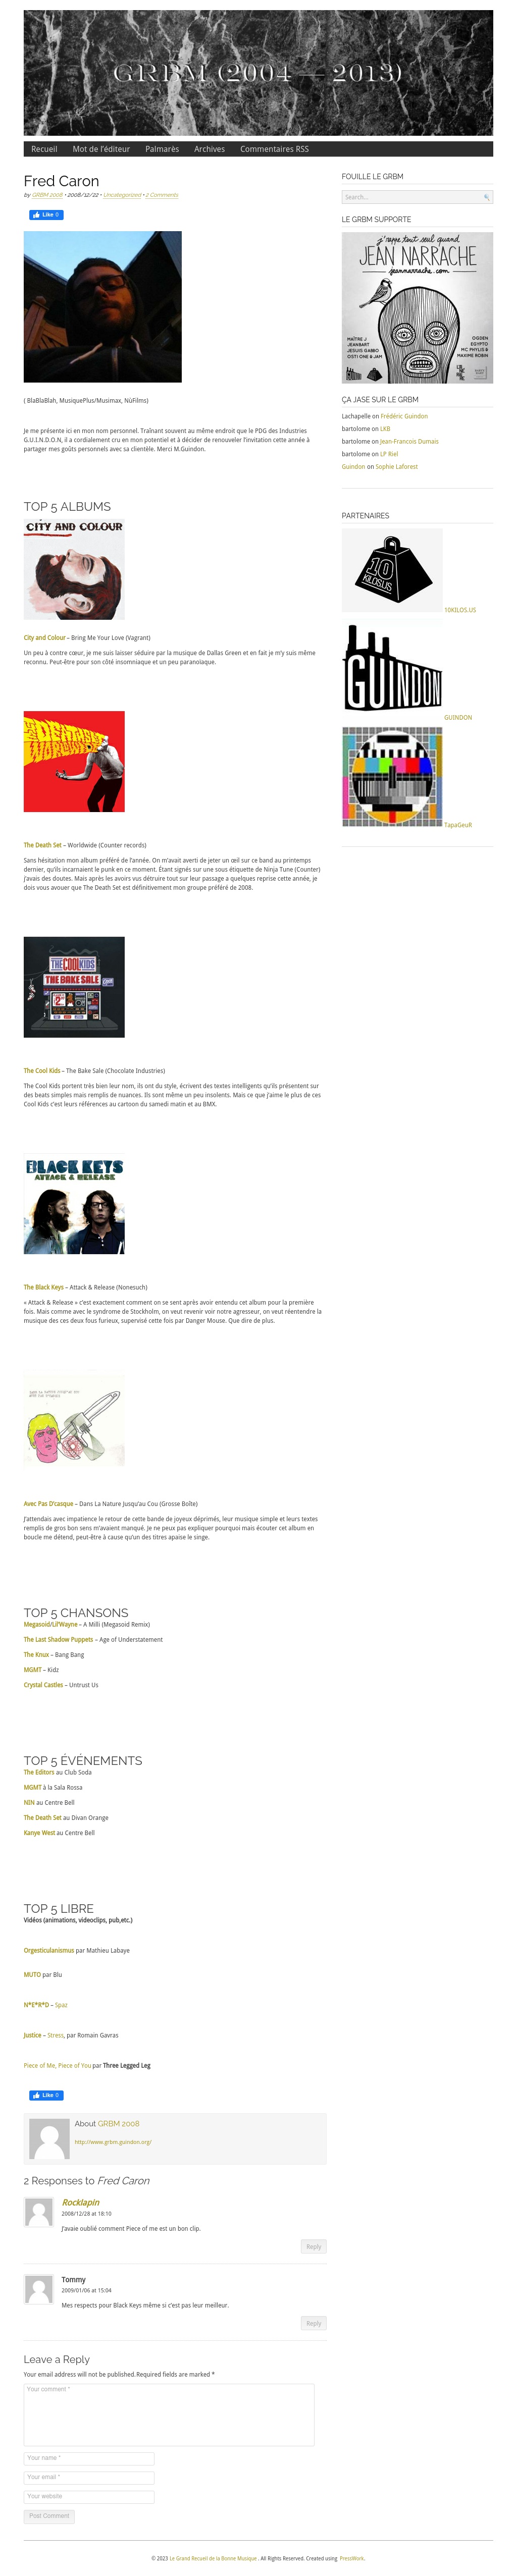 GRBM (2004 — 2013)
Recueil
Mot de l'éditeur
Palmarès
Archives
Commentaires RSS
Fred Caron
by GRBM 2008 • 2008/12/22 • Uncategorized • 2 Comments
Like 0
( BlaBlaBlah, MusiquePlus/Musimax, NüFilms)
Je me présente ici en mon nom personnel. Traînant souvent au même endroit que le PDG des Industries
G.U.I.N.D.O.N, il a cordialement cru en mon potentiel et à décider de renouveler l'invitation cette année à
partager mes goûts personnels avec sa clientèle. Merci M.Guindon.
TOP 5 ALBUMS
CITY AND COLOUR
City and Colour – Bring Me Your Love (Vagrant)
Un peu à contre cœur, je me suis laisser séduire par la musique de Dallas Green et en fait je m'y suis même
reconnu. Peut-être pour son côté insomniaque et un peu paranoïaque.
The Death Set – Worldwide (Counter records)
Sans hésitation mon album préféré de l'année. On m'avait averti de jeter un œil sur ce band au printemps
dernier, qu'ils incarnaient le punk en ce moment. Étant signés sur une sous étiquette de Ninja Tune (Counter)
j'avais des doutes. Mais après les avoirs vus détruire tout sur leur passage a quelques reprise cette année, je
dois vous avouer que The Death Set est définitivement mon groupe préféré de 2008.
THE COOL KIDS
THE BAKE SALE
The Cool Kids – The Bake Sale (Chocolate Industries)
The Cool Kids portent très bien leur nom, ils ont du style, écrivent des textes intelligents qu'ils présentent sur
des beats simples mais remplis de nuances. Ils sont même un peu insolents. Mais ce que j'aime le plus de ces
Cool Kids c'est leurs références au cartoon du samedi matin et au BMX.
BLACK KEYS
ATTACK & RELEASE
The Black Keys – Attack & Release (Nonesuch)
« Attack & Release » c'est exactement comment on se sent après avoir entendu cet album pour la première
fois. Mais comme avec le syndrome de Stockholm, on veut revenir voir notre agresseur, on veut réentendre la
musique des ces deux fous furieux, supervisé cette fois par Danger Mouse. Que dire de plus.
Avec Pas D'casque – Dans La Nature Jusqu'au Cou (Grosse Boîte)
J'attendais avec impatience le retour de cette bande de joyeux déprimés, leur musique simple et leurs textes
remplis de gros bon sens m'avaient manqué. Je ne peux pas expliquer pourquoi mais écouter cet album en
boucle me détend, peut-être à cause qu'un des titres apaise le singe.
TOP 5 CHANSONS
Megasoid/Lil'Wayne – A Milli (Megasoid Remix)
The Last Shadow Puppets – Age of Understatement
The Knux – Bang Bang
MGMT – Kidz
Crystal Castles – Untrust Us
TOP 5 ÉVÉNEMENTS
The Editors au Club Soda
MGMT à la Sala Rossa
NIN au Centre Bell
The Death Set au Divan Orange
Kanye West au Centre Bell
TOP 5 LIBRE
Vidéos (animations, videoclips, pub,etc.)
Orgesticulanismus par Mathieu Labaye
MUTO par Blu
N*E*R*D – Spaz
Justice – Stress, par Romain Gavras
Piece of Me, Piece of You par Three Legged Leg
Like 0
About GRBM 2008
http://www.grbm.guindon.org/
2 Responses to Fred Caron
Rocklapin
2008/12/28 at 18:10
J'avaie oublié comment Piece of me est un bon clip.
Reply
Tommy
2009/01/06 at 15:04
Mes respects pour Black Keys même si c'est pas leur meilleur.
Reply
Leave a Reply
Your email address will not be published.Required fields are marked *
Your comment *
Your name *
Your email *
Your website
Post Comment
FOUILLE LE GRBM
Search...
LE GRBM SUPPORTE
j'rappe tout seul quand
JEAN NARRACHE
jeannarrache.com
MAÎTRE J
JEANBART
JESUIS GABBO
OSTI ONE & JAM
OGDEN
EGYPTO
MC PHYLIS &
MAXIME ROBIN
ÇA JASE SUR LE GRBM
Lachapelle on Frédéric Guindon
bartolome on LKB
bartolome on Jean-Francois Dumais
bartolome on LP Riel
Guindon on Sophie Laforest
PARTENAIRES
10
KILOS.US
10KILOS.US
GUINDON
GUINDON
TapaGeuR
© 2023 Le Grand Recueil de la Bonne Musique . All Rights Reserved. Created using PressWork.